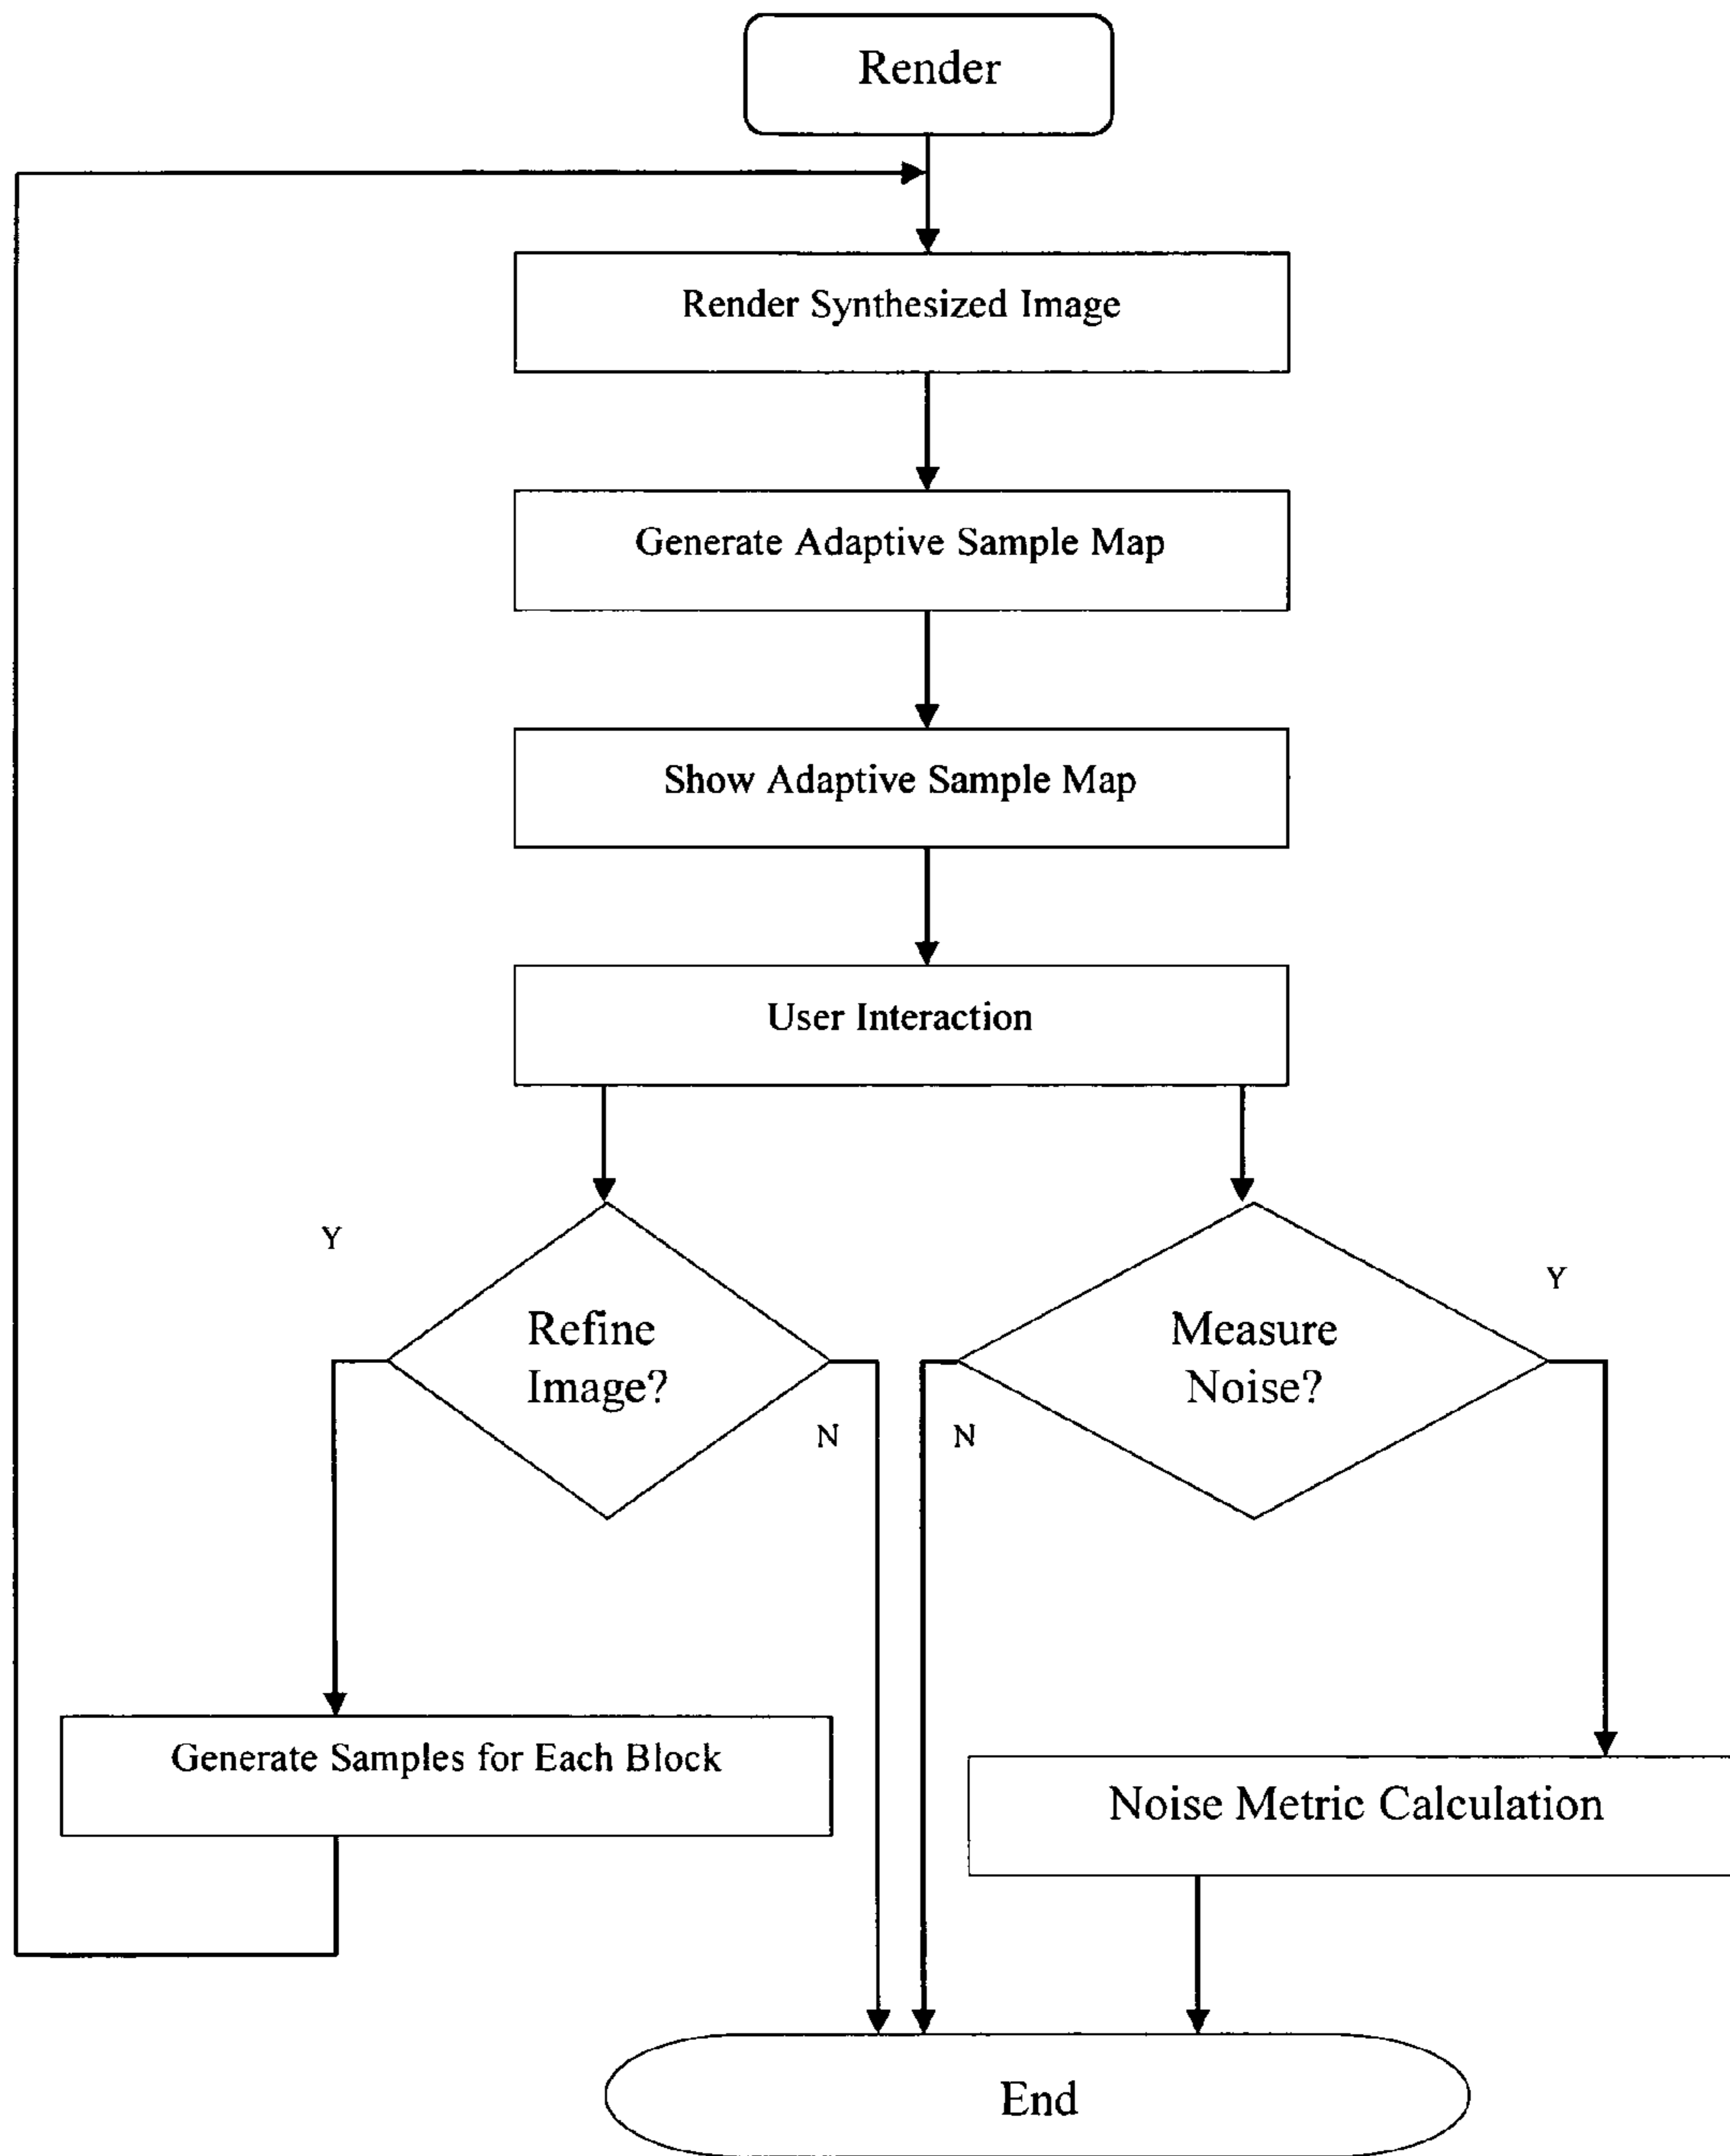 Render
Render Synthesized Image
Generate Adaptive Sample Map
Show Adaptive Sample Map
User Interaction
Y
Refine
Image?
N
Measure
Noise?
Y
N
Generate Samples for Each Block
Noise Metric Calculation
End